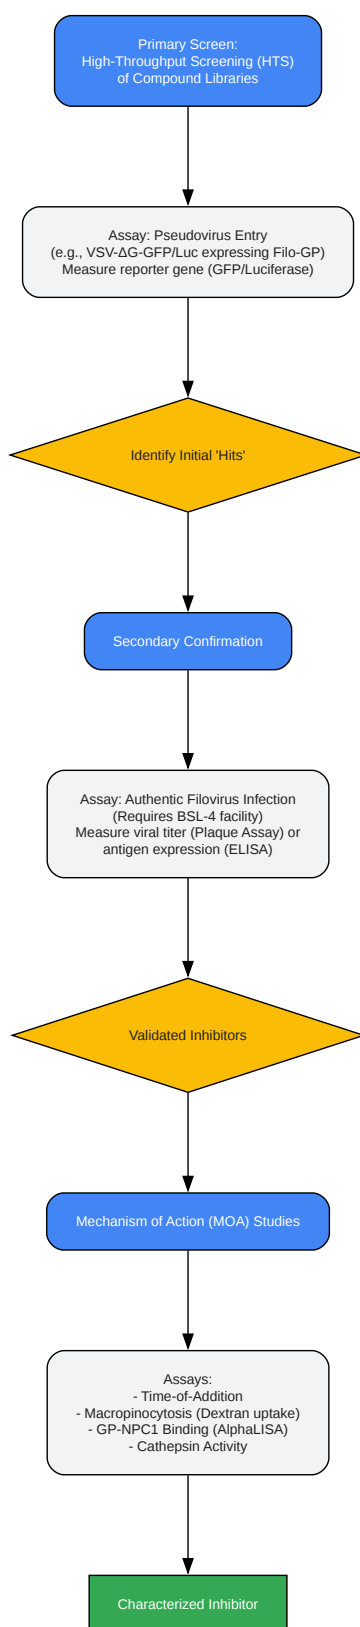 Primary Screen:
High-Throughput Screening (HTS)
of Compound Libraries
Assay: Pseudovirus Entry
(e.g., VSV-ΔG-GFP/Luc expressing Filo-GP)
Measure reporter gene (GFP/Luciferase)
Identify Initial 'Hits'
Secondary Confirmation
Assay: Authentic Filovirus Infection
(Requires BSL-4 facility)
Measure viral titer (Plaque Assay) or
antigen expression (ELISA)
Validated Inhibitors
Mechanism of Action (MOA) Studies
Assays:
- Time-of-Addition
- Macropinocytosis (Dextran uptake)
- GP-NPC1 Binding (AlphaLISA)
- Cathepsin Activity
Characterized Inhibitor